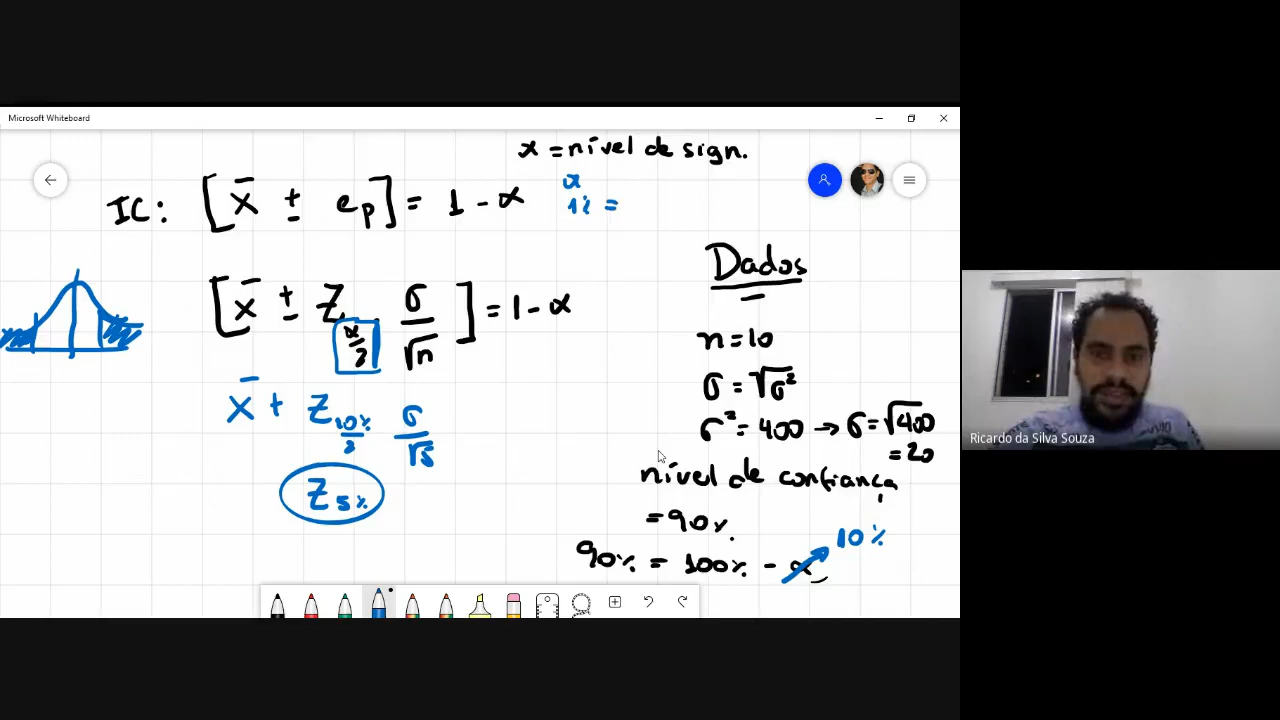 Microsoft Whiteboard
α = nível de sign.
α
1% =
IC: [X̄ ± ep] = 1 - α
[X̄ ± Z α/2 . σ/√n] = 1 - α
X̄ + Z 10%/2 σ/√5
Z 5%
Dados
n = 10
σ = √σ²
σ² = 400 → σ = √400
= 20
nível de confiança
= 90%.
90% = 100% - α
10%
Ricardo da Silva Souza